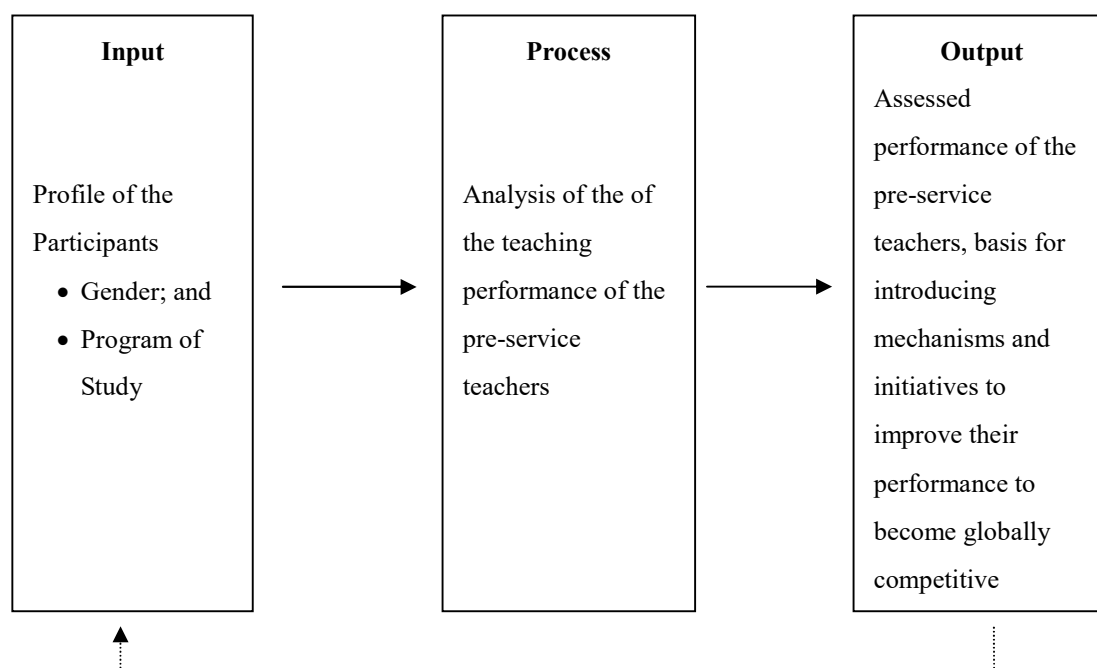 Input
Profile of the
Participants
• Gender; and
• Program of
Study
Process
Analysis of the of
the teaching
performance of the
pre-service
teachers
Output
Assessed
performance of the
pre-service
teachers, basis for
introducing
mechanisms and
initiatives to
improve their
performance to
become globally
competitive